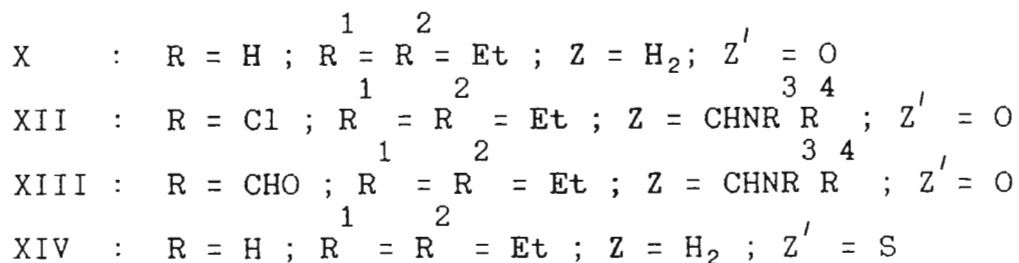 X : R = H ; R¹ = R² = Et ; Z = H₂; Z′ = O
XII : R = Cl ; R¹ = R² = Et ; Z = CHNR³R⁴ ; Z′ = O
XIII : R = CHO ; R¹ = R² = Et ; Z = CHNR³R⁴ ; Z′= O
XIV : R = H ; R¹ = R² = Et ; Z = H₂ ; Z′ = S